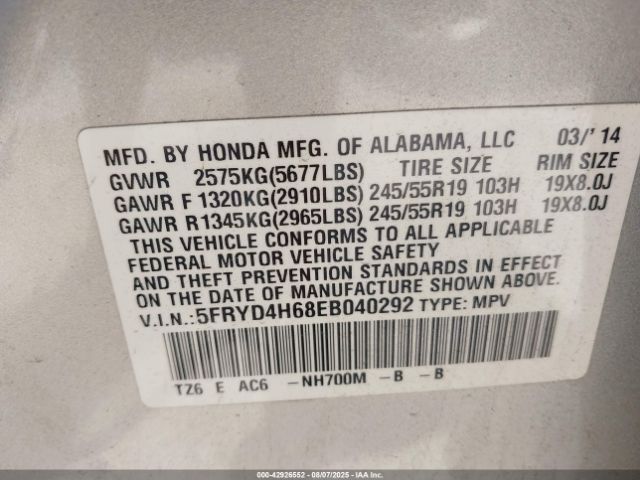 MFD. BY HONDA MFG. OF ALABAMA, LLC 03/'14
GVWR 2575KG(5677LBS) TIRE SIZE RIM SIZE
GAWR F 1320KG(2910LBS) 245/55R19 103H 19X8.0J
GAWR R1345KG(2965LBS) 245/55R19 103H 19X8.0J
THIS VEHICLE CONFORMS TO ALL APPLICABLE
FEDERAL MOTOR VEHICLE SAFETY
AND THEFT PREVENTION STANDARDS IN EFFECT
ON THE DATE OF MANUFACTURE SHOWN ABOVE.
V.I.N.:5FRYD4H68EB040292 TYPE: MPV
TZ6 E AC6 -NH700M -B -B
000-42926552 - 08/07/2025 - IAAI.COM